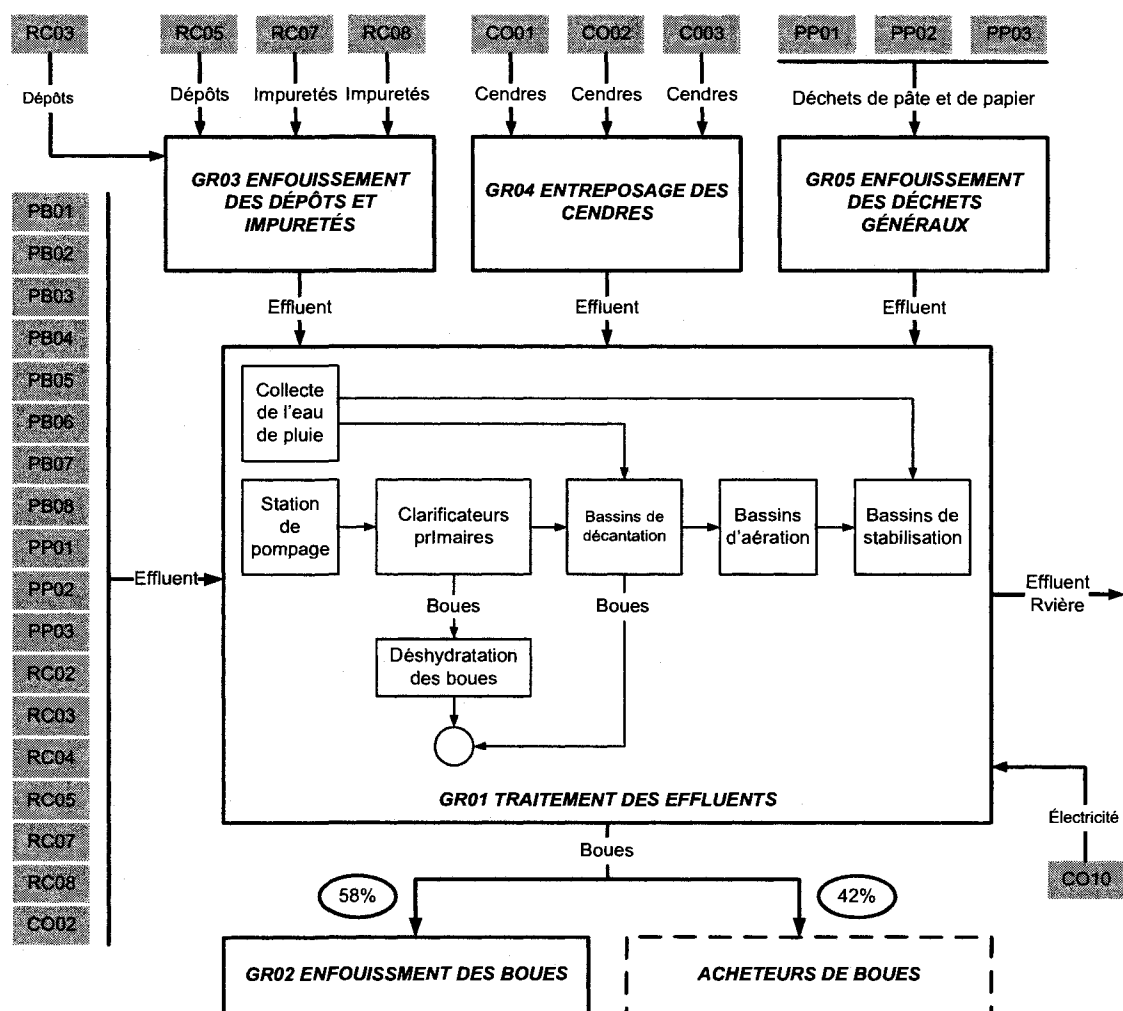 RC03 RC05 RC07 RC08 CO01 CO02 C003 PP01 PP02 PP03
Dépôts Dépôts Impuretés Impuretés Cendres Cendres Cendres Déchets de pâte et de papier
GR03 ENFOUISSEMENT
DES DÉPÔTS ET
IMPURETÉS
GR04 ENTREPOSAGE DES
CENDRES
GR05 ENFOUISSEMENT
DES DÉCHETS
GÉNÉRAUX
Effluent Effluent Effluent
PB01
PB02
PB03
PB04
PB05
PB06
PB07
PB08
PP01
PP02
PP03
RC02
RC03
RC04
RC05
RC07
RC08
CO02
Effluent
Collecte
de l'eau
de pluie
Station
de
pompage
Clarificateurs
prImaires
Bassins de
décantation
Bassins
d'aération
Bassins de
stabilisation
Boues Boues
Déshydratation
des boues
GR01 TRAITEMENT DES EFFLUENTS
Effluent
Rvière
Électricité
CO10
Boues
58% 42%
GR02 ENFOUISSMENT DES BOUES
ACHETEURS DE BOUES